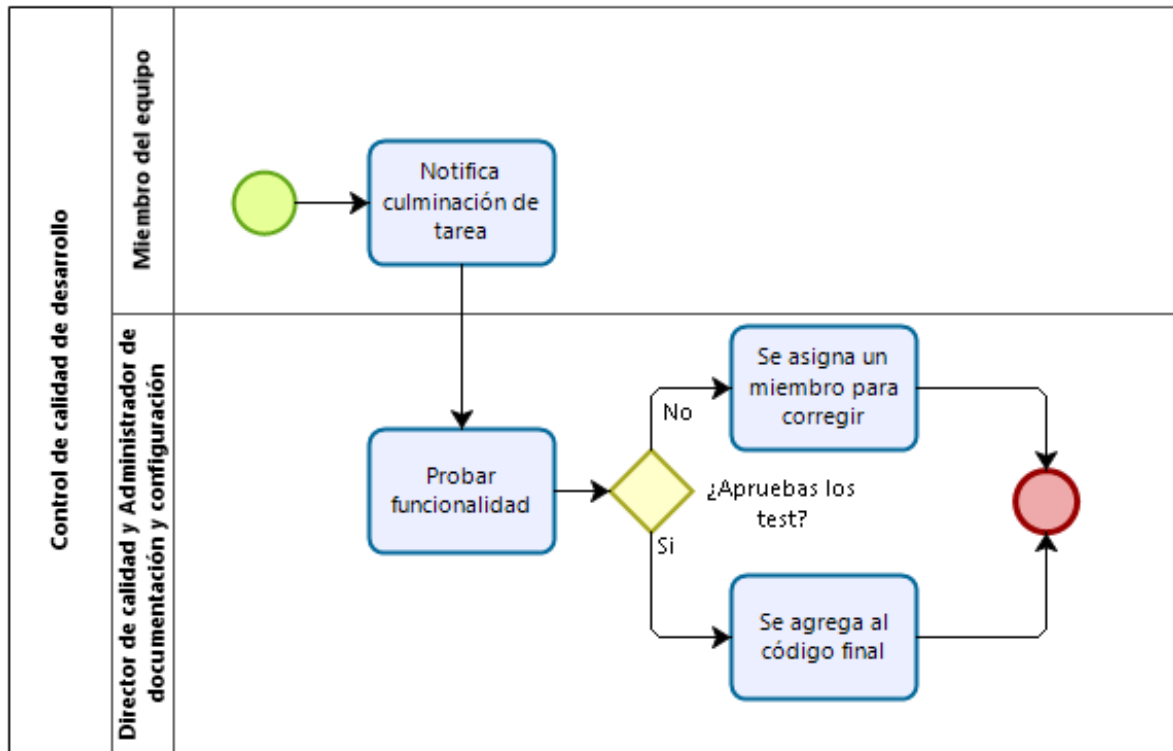 Control de calidad de desarrollo
Miembro del equipo
Notifica
culminación de
tarea
Director de calidad y Administrador de
documentación y configuración
Probar
funcionalidad
¿Apruebas los
test?
No
Se asigna un
miembro para
corregir
Si
Se agrega al
código final